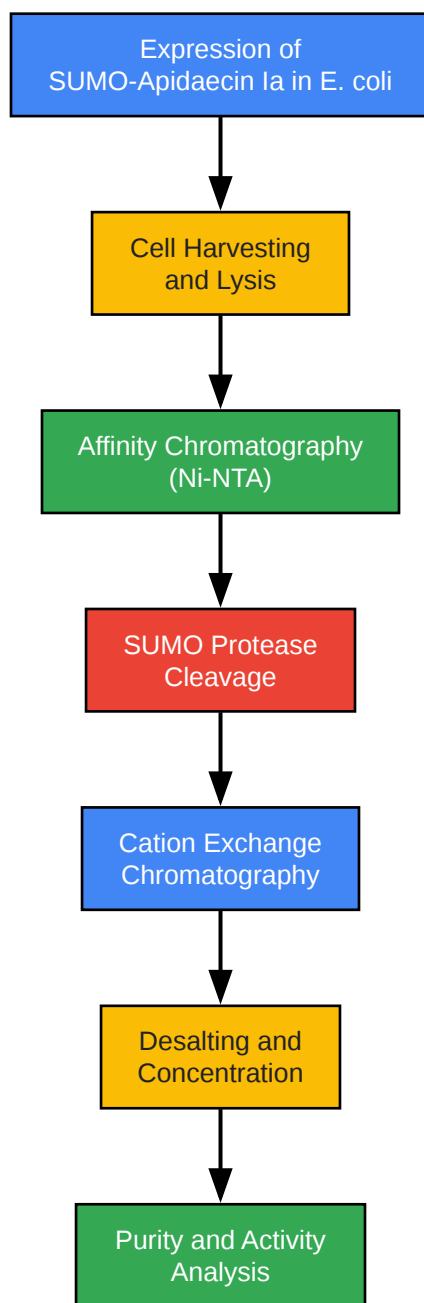 Expression of
SUMO-Apidaecin Ia in E. coli
Cell Harvesting
and Lysis
Affinity Chromatography
(Ni-NTA)
SUMO Protease
Cleavage
Cation Exchange
Chromatography
Desalting and
Concentration
Purity and Activity
Analysis